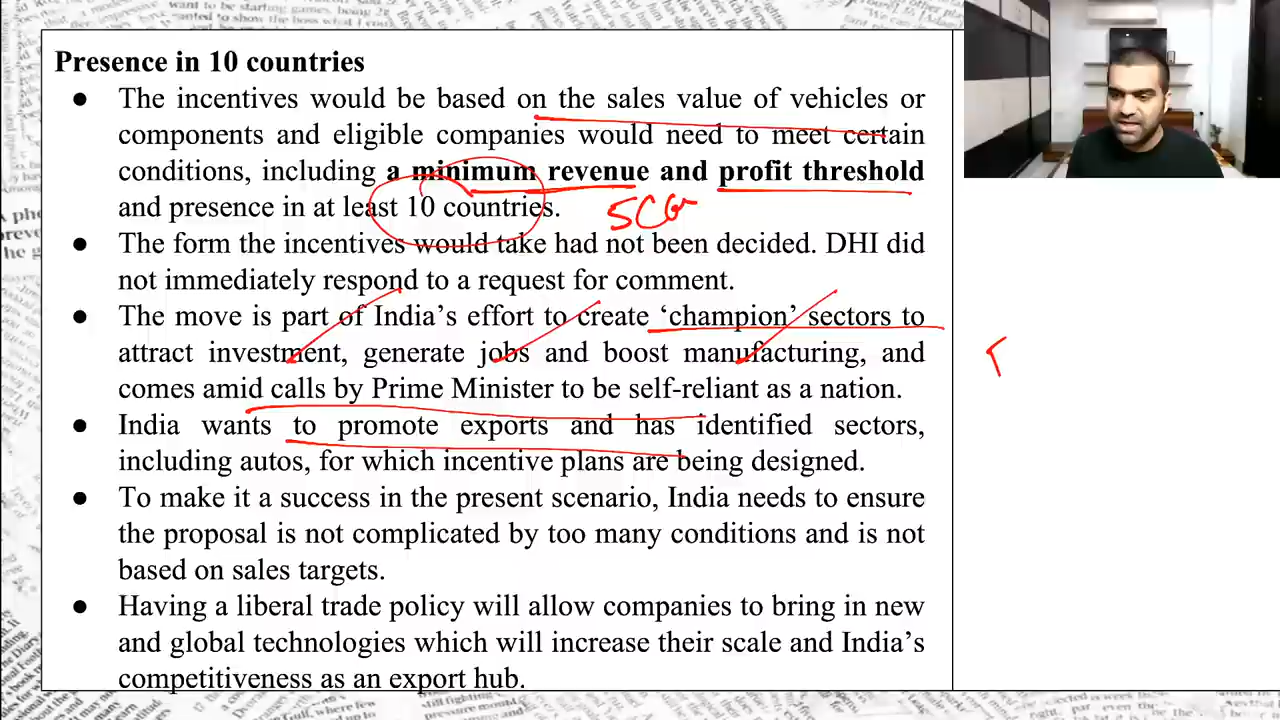 Presence in 10 countries
● The incentives would be based on the sales value of vehicles or
components and eligible companies would need to meet certain
conditions, including a minimum revenue and profit threshold
and presence in at least 10 countries.
● The form the incentives would take had not been decided. DHI did
not immediately respond to a request for comment.
● The move is part of India's effort to create ‘champion’ sectors to
attract investment, generate jobs and boost manufacturing, and
comes amid calls by Prime Minister to be self-reliant as a nation.
● India wants to promote exports and has identified sectors,
including autos, for which incentive plans are being designed.
● To make it a success in the present scenario, India needs to ensure
the proposal is not complicated by too many conditions and is not
based on sales targets.
● Having a liberal trade policy will allow companies to bring in new
and global technologies which will increase their scale and India's
competitiveness as an export hub.